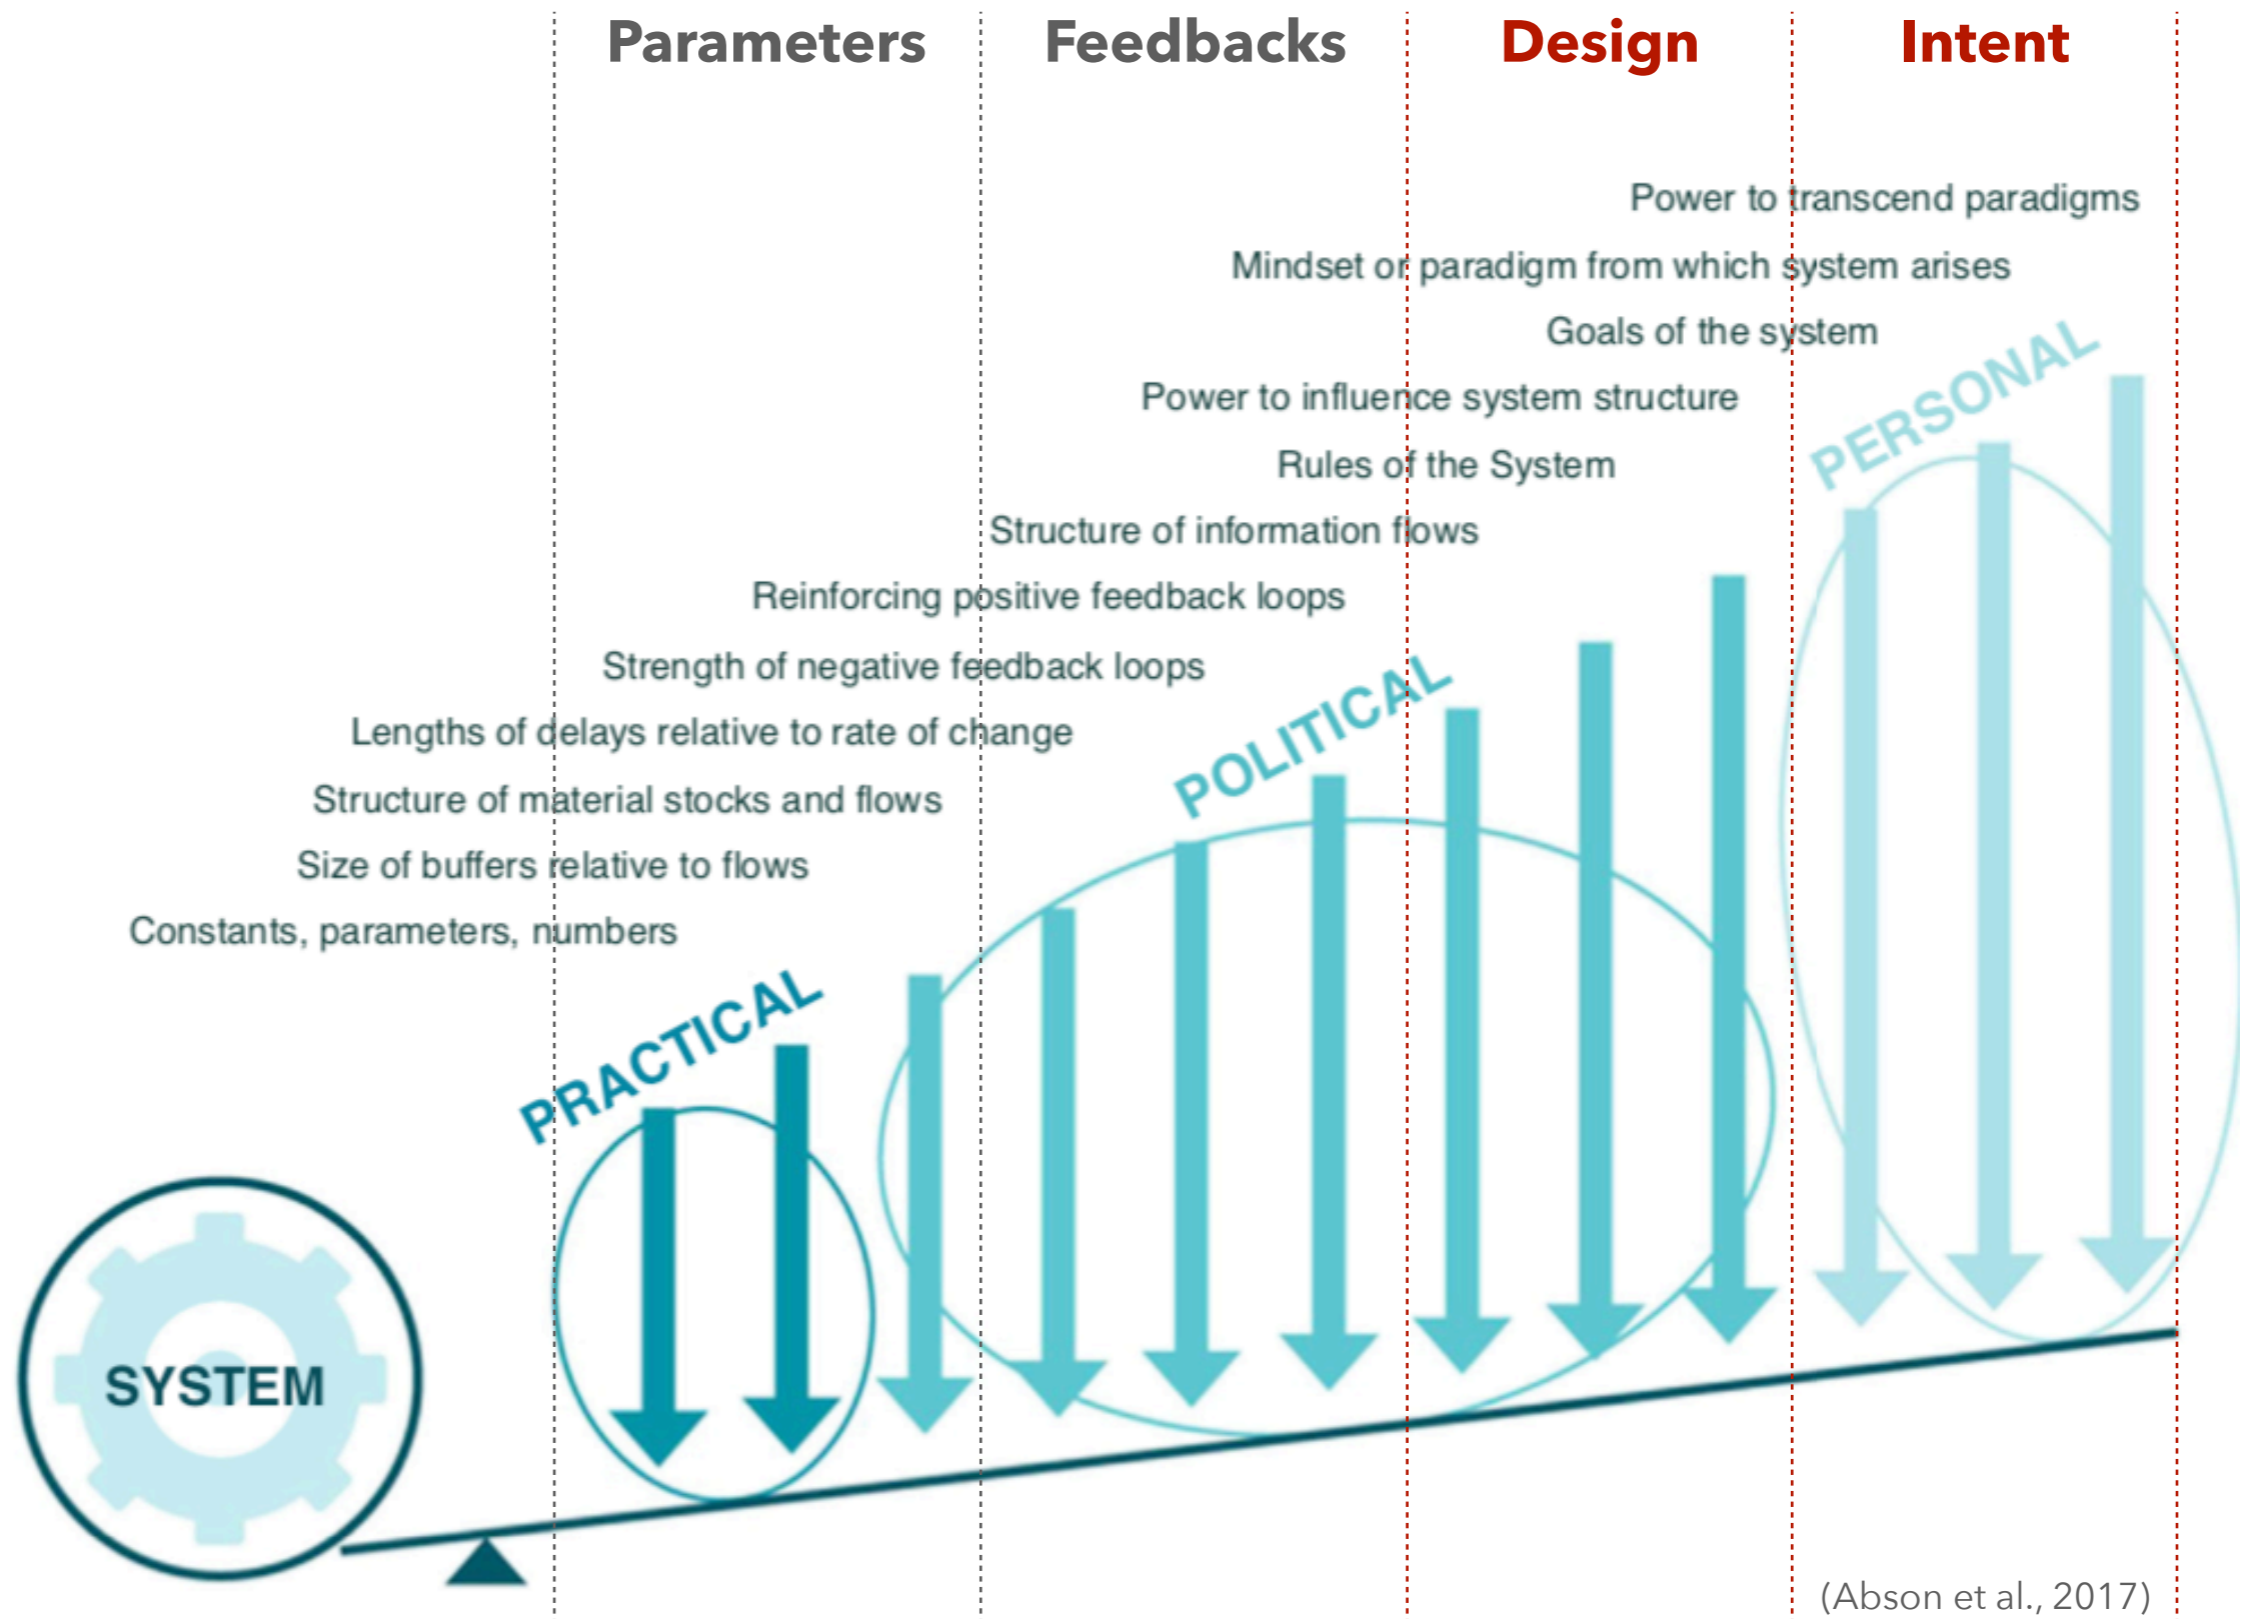 Parameters
Feedbacks
Design
Intent
Power to transcend paradigms
Mindset or paradigm from which system arises
Goals of the system
PERSONAL
Power to influence system structure
Rules of the System
Structure of information flows
Reinforcing positive feedback loops
Strength of negative feedback loops
POLITICAL
Lengths of delays relative to rate of change
Structure of material stocks and flows
Size of buffers relative to flows
Constants, parameters, numbers
PRACTICAL
SYSTEM
(Abson et al., 2017)